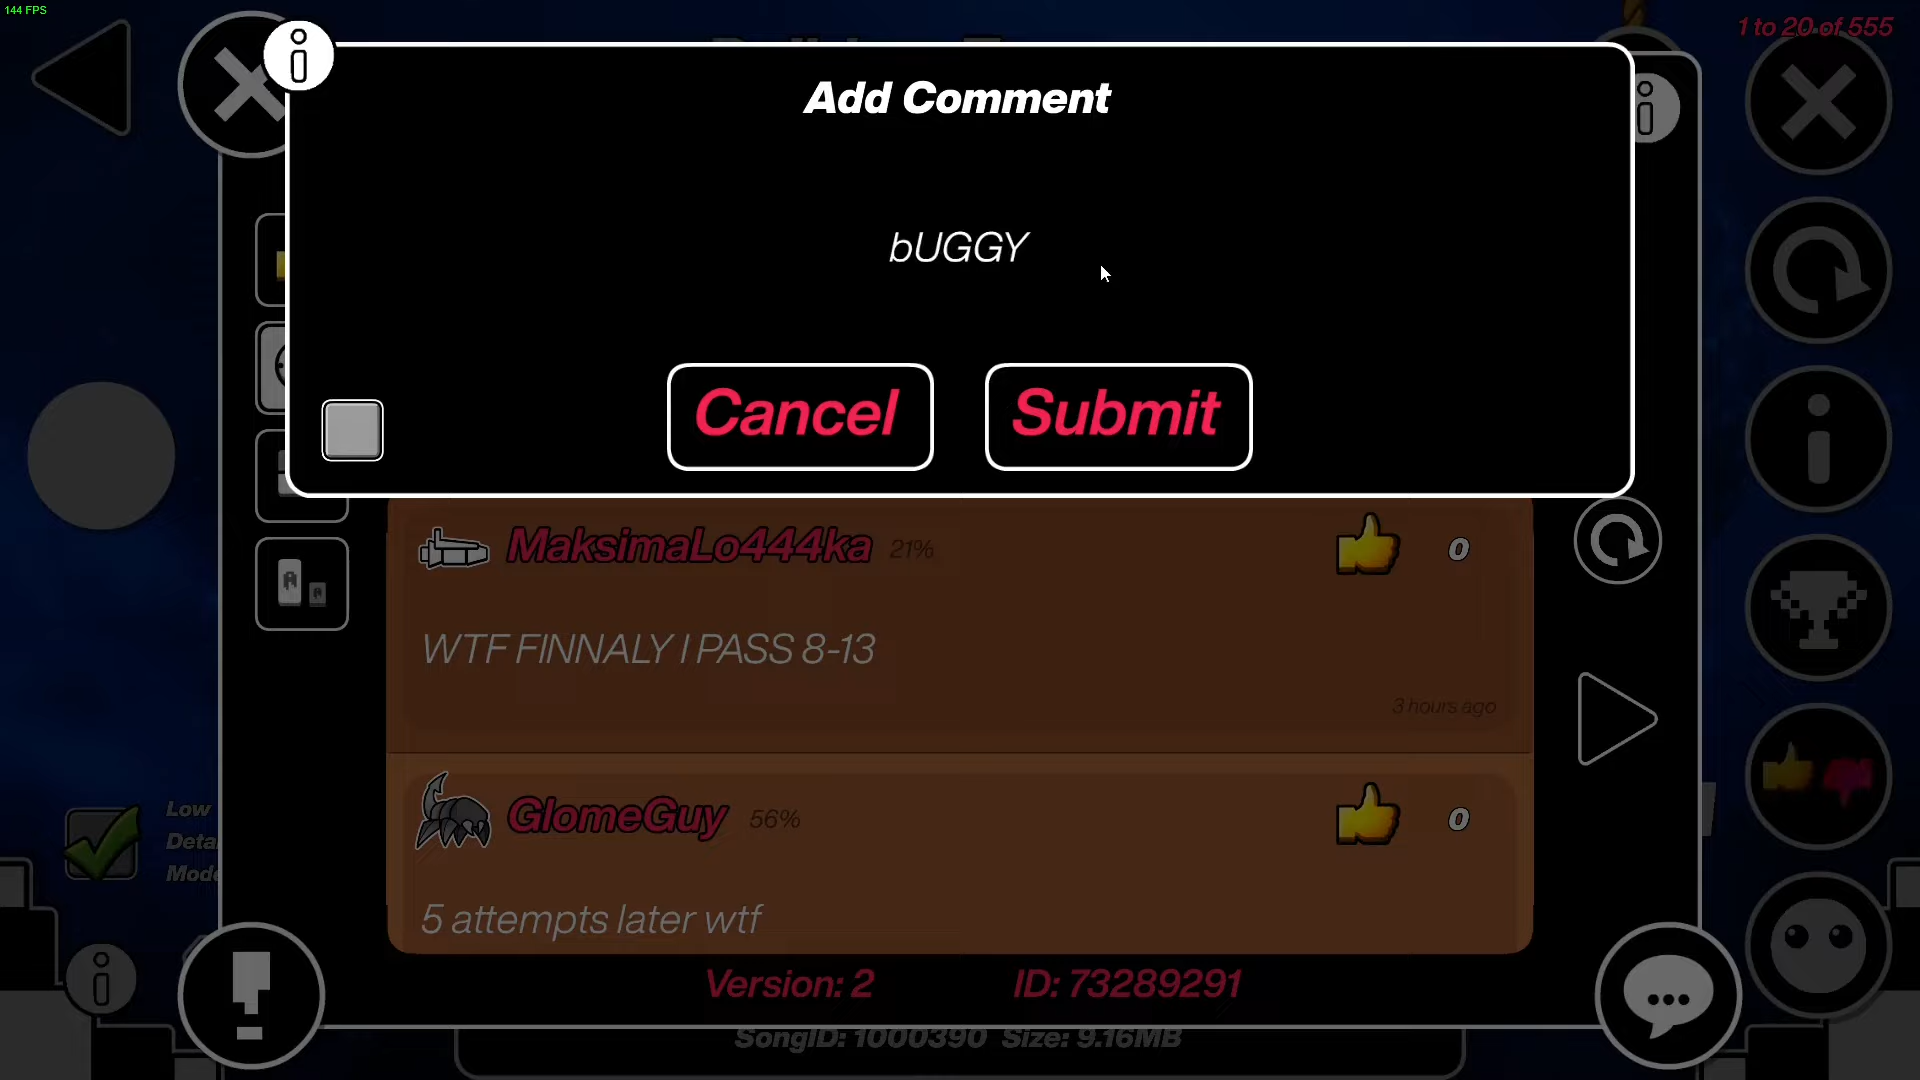 144 FPS
1 to 20 of 555
Add Comment
bUGGY
Cancel
Submit
MaksimaLo444ka 21%
0
WTF FINNALY I PASS 8-13
3 hours ago
GlomeGuy 56%
0
5 attempts later wtf
Low
Mode
Version: 2
ID: 73289291
SongID: 1000390 Size: 9.16MB